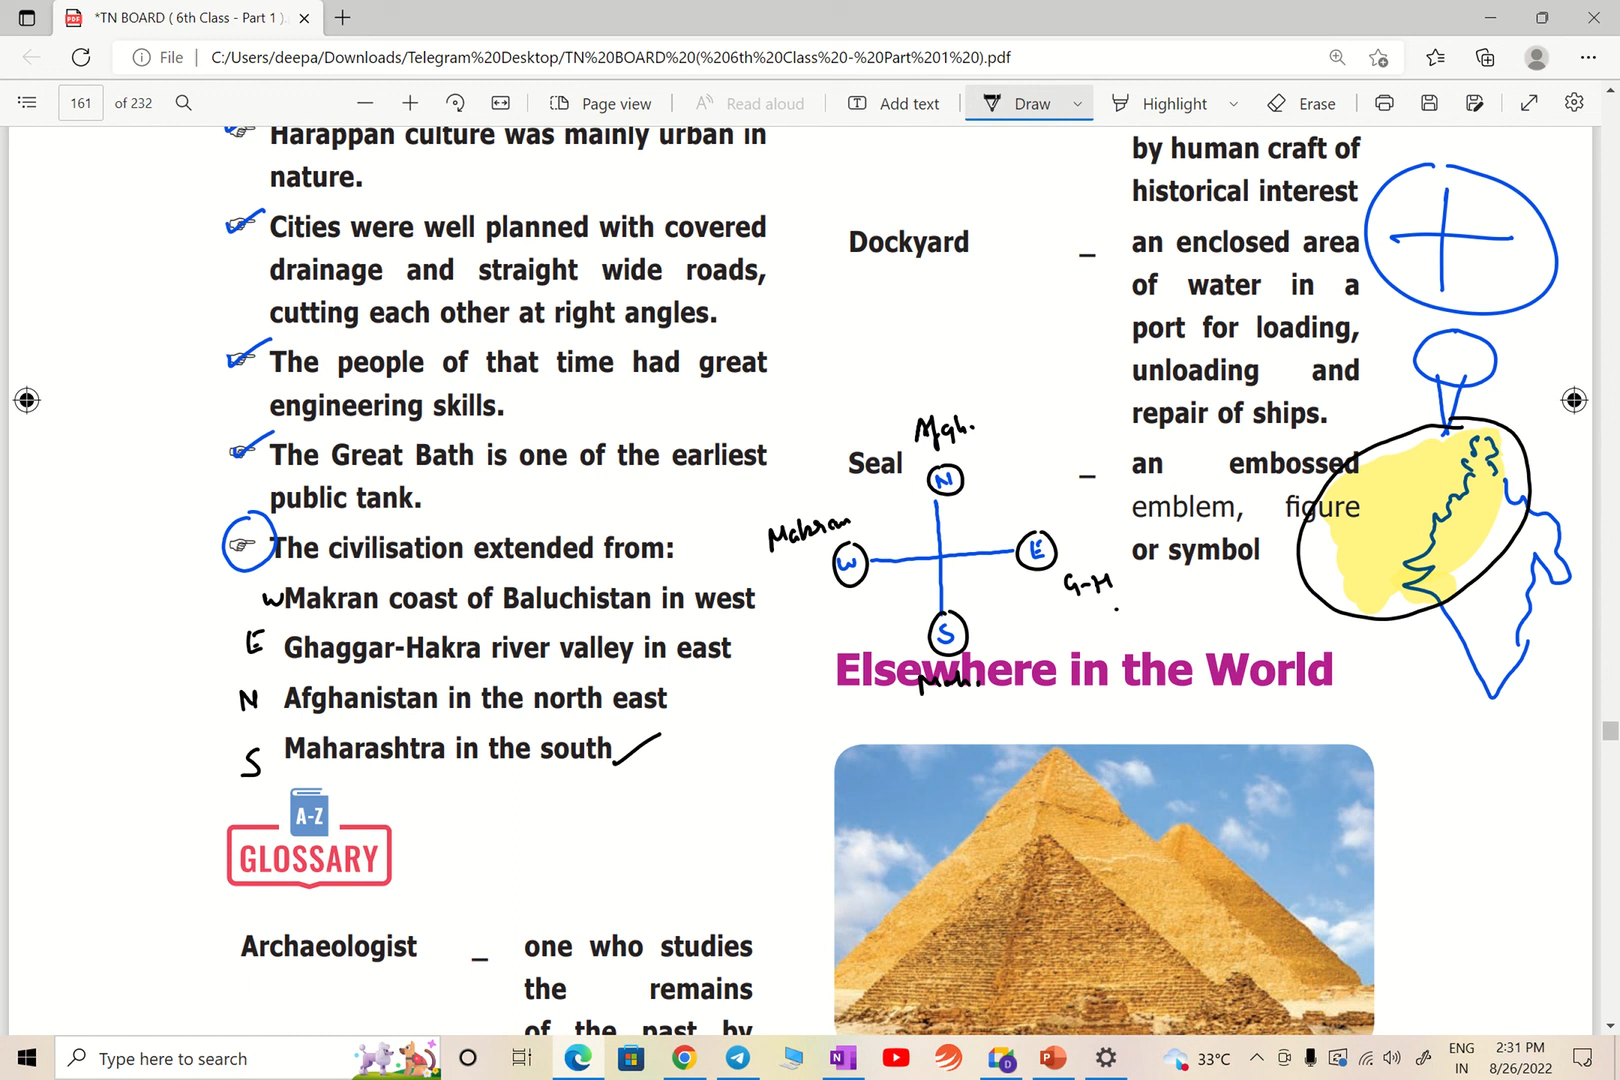 *TN BOARD ( 6th Class - Part 1 )
File
C:/Users/deepa/Downloads/Telegram%20Desktop/TN%20BOARD%20(%206th%20Class%20-%20Part%201%20).pdf
161 of 232
Page view
Read aloud
Add text
Draw
Highlight
Erase
Harappan culture was mainly urban in
nature.
Cities were well planned with covered
drainage and straight wide roads,
cutting each other at right angles.
The people of that time had great
engineering skills.
The Great Bath is one of the earliest
public tank.
The civilisation extended from:
W Makran coast of Baluchistan in west
E Ghaggar-Hakra river valley in east
N Afghanistan in the north east
S Maharashtra in the south
A-Z
GLOSSARY
Archaeologist _ one who studies
the remains
of the past by
by human craft of
historical interest
Dockyard _ an enclosed area
of water in a
port for loading,
unloading and
repair of ships.
Seal _ an embossed
emblem, figure
or symbol
Afgh.
N
Makran
W
E
G-H
S
Mah.
Elsewhere in the World
Type here to search
33°C
ENG
IN
2:31 PM
8/26/2022